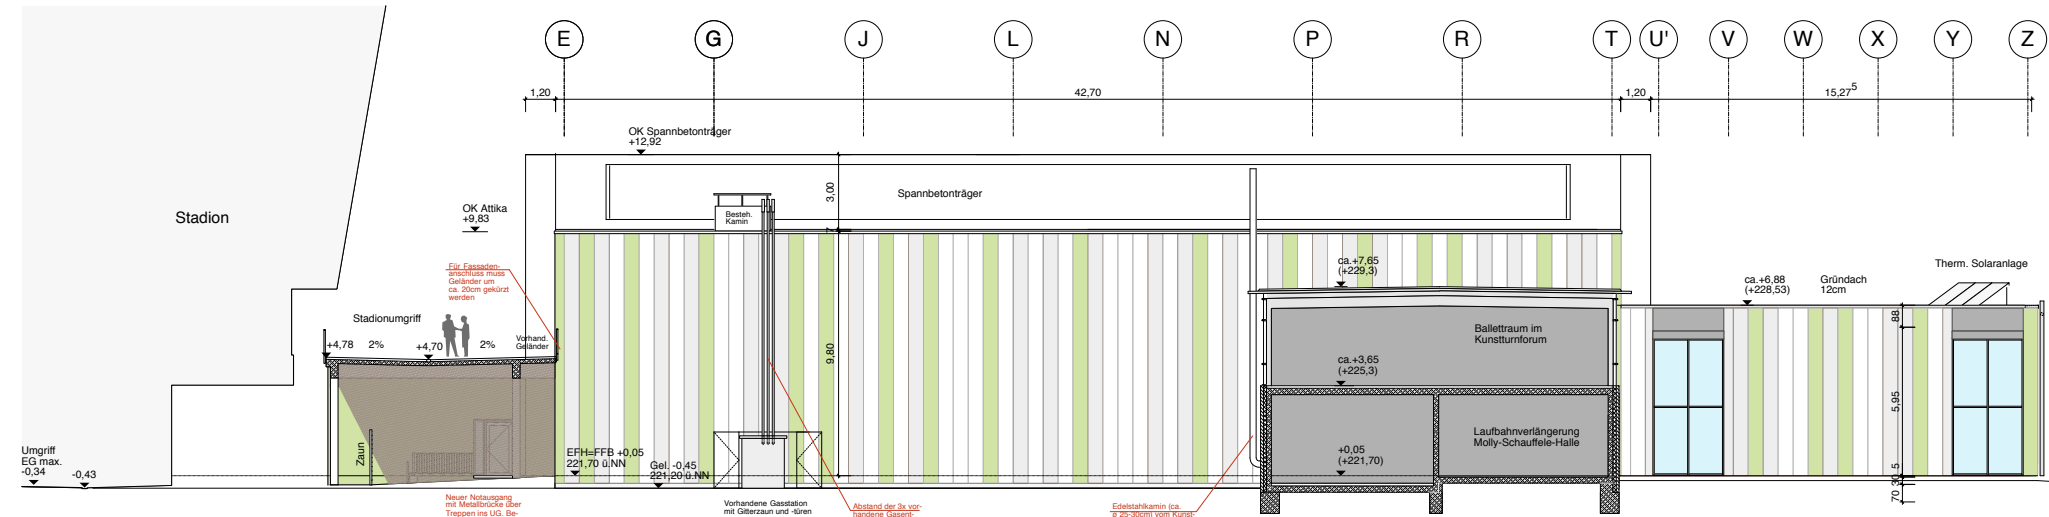 E
G
J
L
N
P
R
T
U'
V
W
X
Y
Z
1,20
42,70
1,20
15,27⁵
OK Spannbetonträger
+12,92
3,00
Spannbetonträger
Stadion
OK Attika
+9,83
Besteh.
Kamin
Für Fassaden-
anschluss muss
Geländer um
ca. 20cm gekürzt
werden
ca.+7,65
(+229,3)
Therm. Solaranlage
ca.+6,88
(+228,53)
Gründach
12cm
88
Stadionumgriff
Vorhand.
Geländer
+4,78
2%
+4,70
2%
9,80
Ballettraum im
Kunstturnforum
ca.+3,65
(+225,3)
5,95
Laufbahnverlängerung
Molly-Schauffele-Halle
+0,05
(+221,70)
Zaun
Umgriff
EG max.
-0,34
-0,43
EFH=FFB +0,05
221,70 ü.NN
Gel. -0,45
221,20 ü.NN
5
30
70
Neuer Notausgang
mit Metallbrücke über
Treppen ins UG. Be-
Vorhandene Gasstation
mit Gitterzaun und -türen
Abstand der 3x vor-
handene Gasent-
Edelstahlkamin (ca.
ø 25-30cm) vom Kunst-